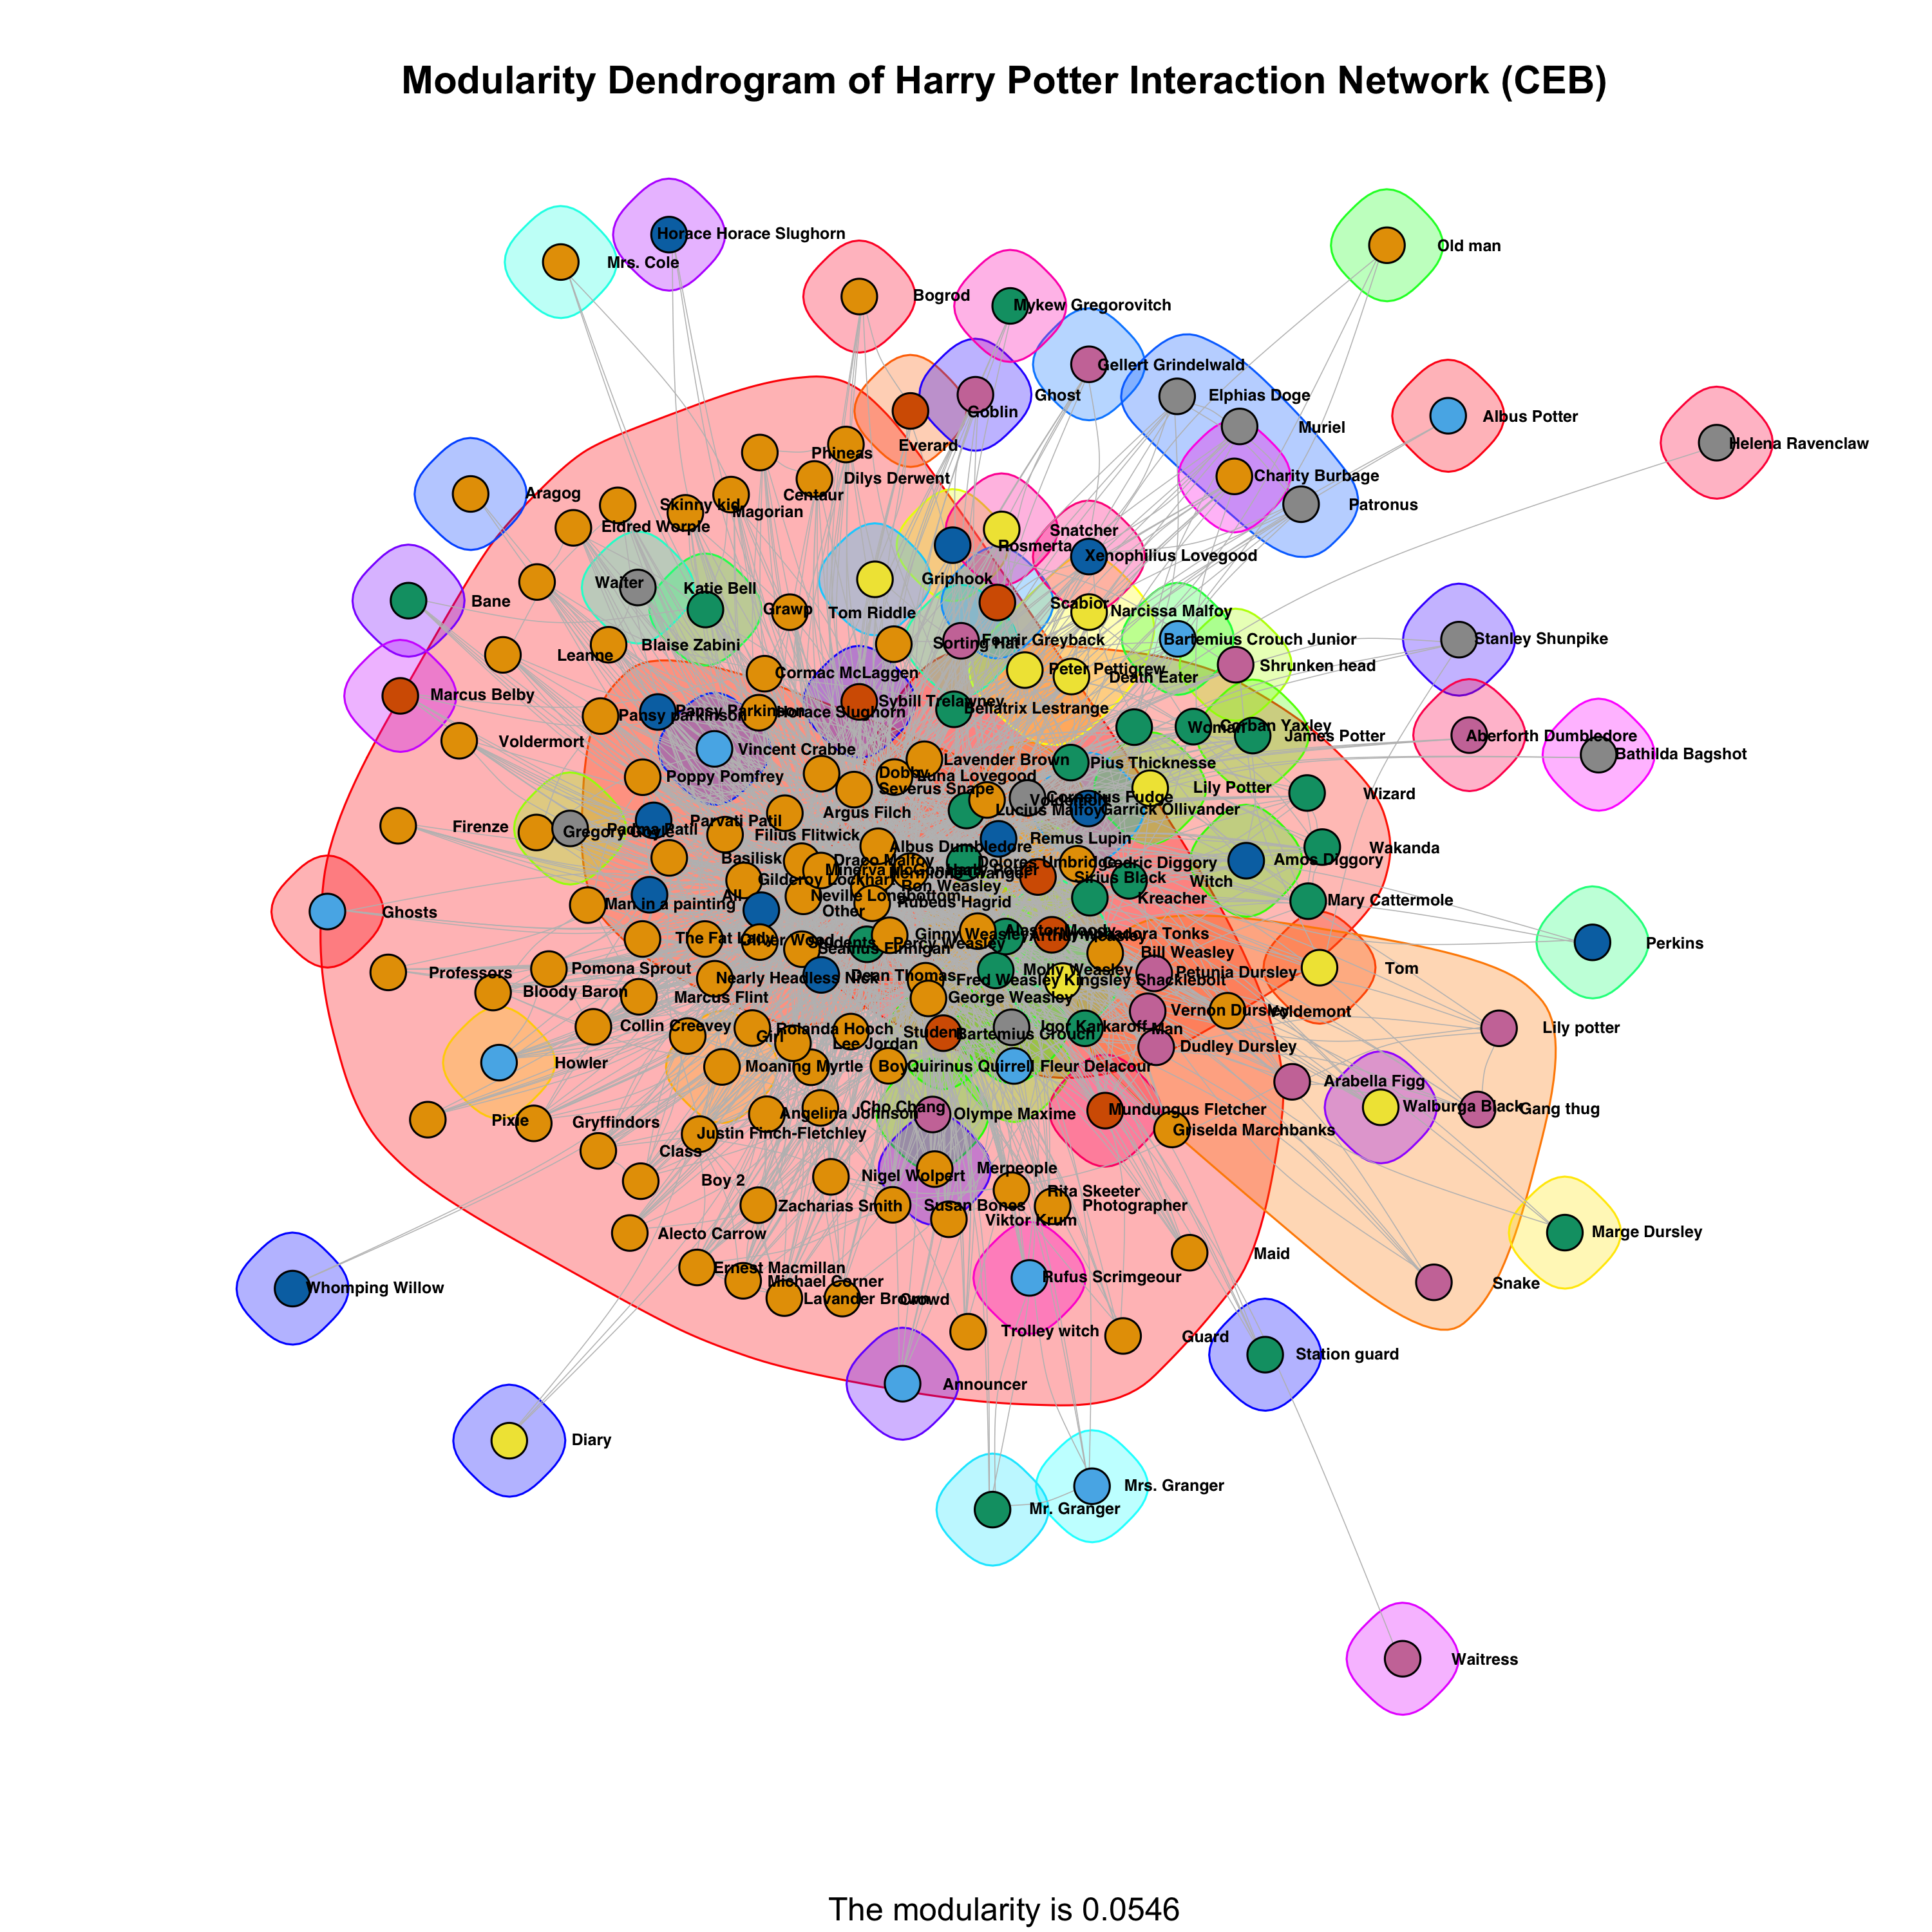 Modularity Dendrogram of Harry Potter Interaction Network (CEB)
Horace Horace Slughorn
Old man
Mrs. Cole
Bogrod
Mykew Gregorovitch
Gellert Grindelwald
Elphias Doge
Ghost
Goblin
Albus Potter
Muriel
Helena Ravenclaw
Everard
Phineas
Charity Burbage
Dilys Derwent
Aragog
Centaur
Skinny kid
Patronus
Magorian
Eldred Worple
Snatcher
Rosmerta
Xenophilius Lovegood
Griphook
Waiter
Katie Bell
Bane
Scabior
Grawp
Tom Riddle
Narcissa Malfoy
Bartemius Crouch Junior
Stanley Shunpike
Fenrir Greyback
Sorting Hat
Blaise Zabini
Leanne
Shrunken head
Peter Pettigrew
Cormac McLaggen
Death Eater
Marcus Belby
Sybill Trelawney
Bellatrix Lestrange
Pansy Parkinson
Horace Slughorn
Pansy parkinson
Corban Yaxley
Woman
James Potter
Aberforth Dumbledore
Voldermort
Vincent Crabbe
Bathilda Bagshot
Lavender Brown
Pius Thicknesse
Dobby
Luna Lovegood
Poppy Pomfrey
Severus Snape
Lily Potter
Wizard
Cornelius Fudge
Voldemort
Lucius Malfoy
Garrick Ollivander
Argus Filch
Parvati Patil
Firenze
Padma Patil
Gregory Goyle
Filius Flitwick
Remus Lupin
Albus Dumbledore
Wakanda
Basilisk
Draco Malfoy
Amos Diggory
Dolores Umbridge
Cedric Diggory
Minerva McGonagall
Harry Potter
Hermione Granger
Sirius Black
Gilderoy Lockhart
Witch
Ron Weasley
All
Neville Longbottom
Kreacher
Mary Cattermole
Rubeus Hagrid
Man in a painting
Other
Ghosts
Alastor Moody
Nymphadora Tonks
Ginny Weasley
Arthur Weasley
The Fat Lady
Oliver Wood
Students
Percy Weasley
Perkins
Seamus Finnigan
Bill Weasley
Pomona Sprout
Tom
Molly Weasley
Petunia Dursley
Professors
Dean Thomas
Nearly Headless Nick
Fred Weasley
Kingsley Shacklebolt
Bloody Baron
Marcus Flint
George Weasley
Vernon Dursley
Voldemont
Collin Creevey
Igor Karkaroff
Lily potter
Rolanda Hooch
Man
Student
Bartemius Crouch
Girl
Lee Jordan
Dudley Dursley
Howler
Moaning Myrtle
Boy
Quirinus Quirrell
Fleur Delacour
Arabella Figg
Cho Chang
Walburga Black
Gang thug
Mundungus Fletcher
Angelina Johnson
Olympe Maxime
Pixie
Gryffindors
Griselda Marchbanks
Justin Finch-Fletchley
Class
Merpeople
Nigel Wolpert
Boy 2
Rita Skeeter
Zacharias Smith
Susan Bones
Photographer
Viktor Krum
Marge Dursley
Alecto Carrow
Maid
Ernest Macmillan
Rufus Scrimgeour
Michael Corner
Snake
Whomping Willow
Lavander Brown
Crowd
Trolley witch
Guard
Station guard
Announcer
Diary
Mrs. Granger
Mr. Granger
Waitress
The modularity is 0.0546